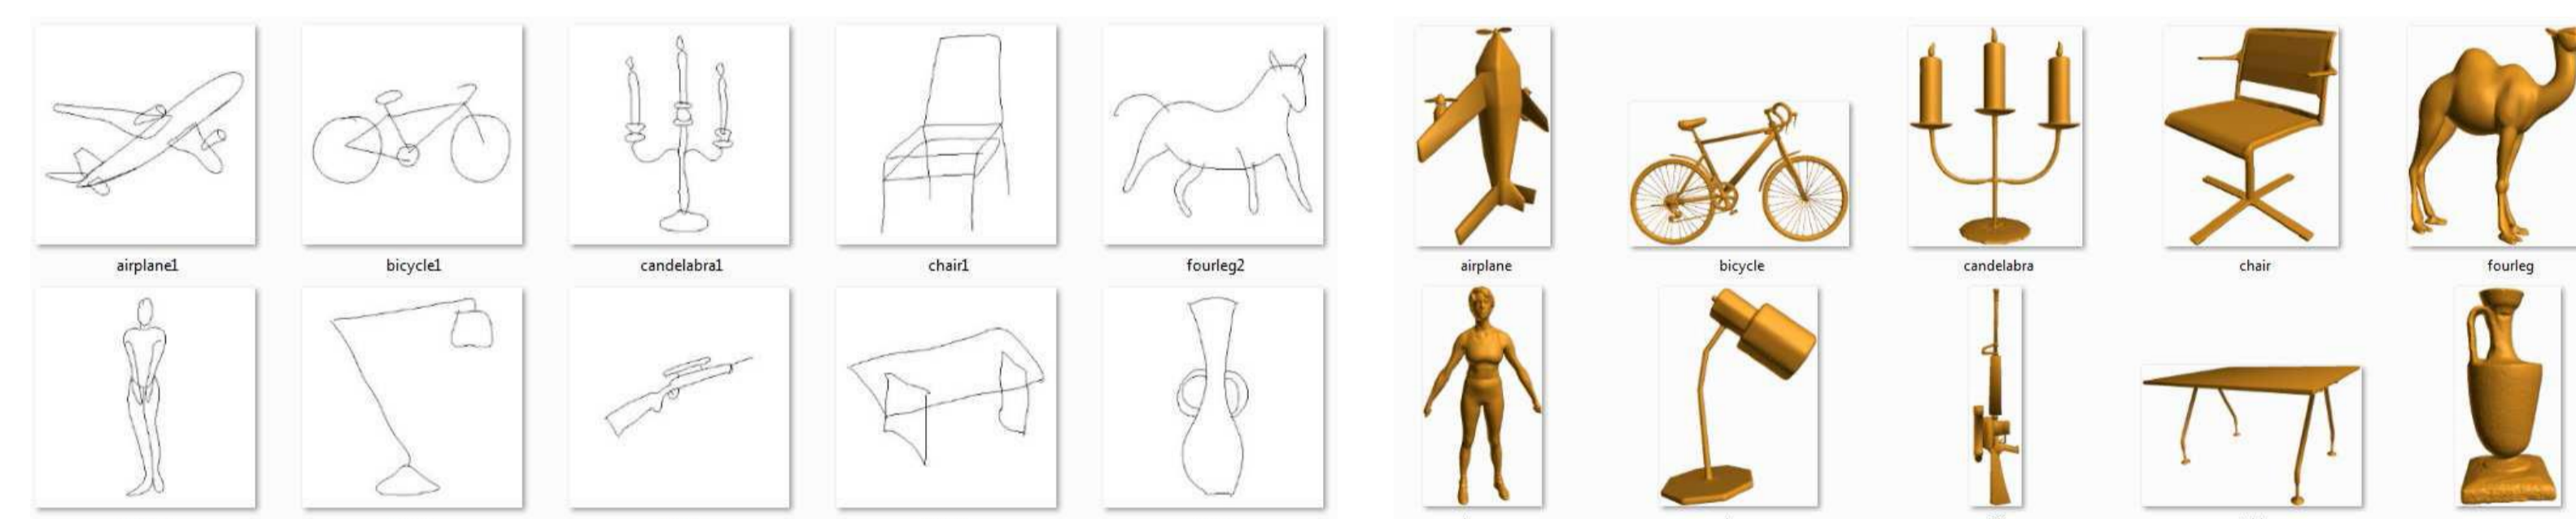 airplane1
bicycle1
candelabra1
chair1
fourleg2
airplane
bicycle
candelabra
chair
fourleg